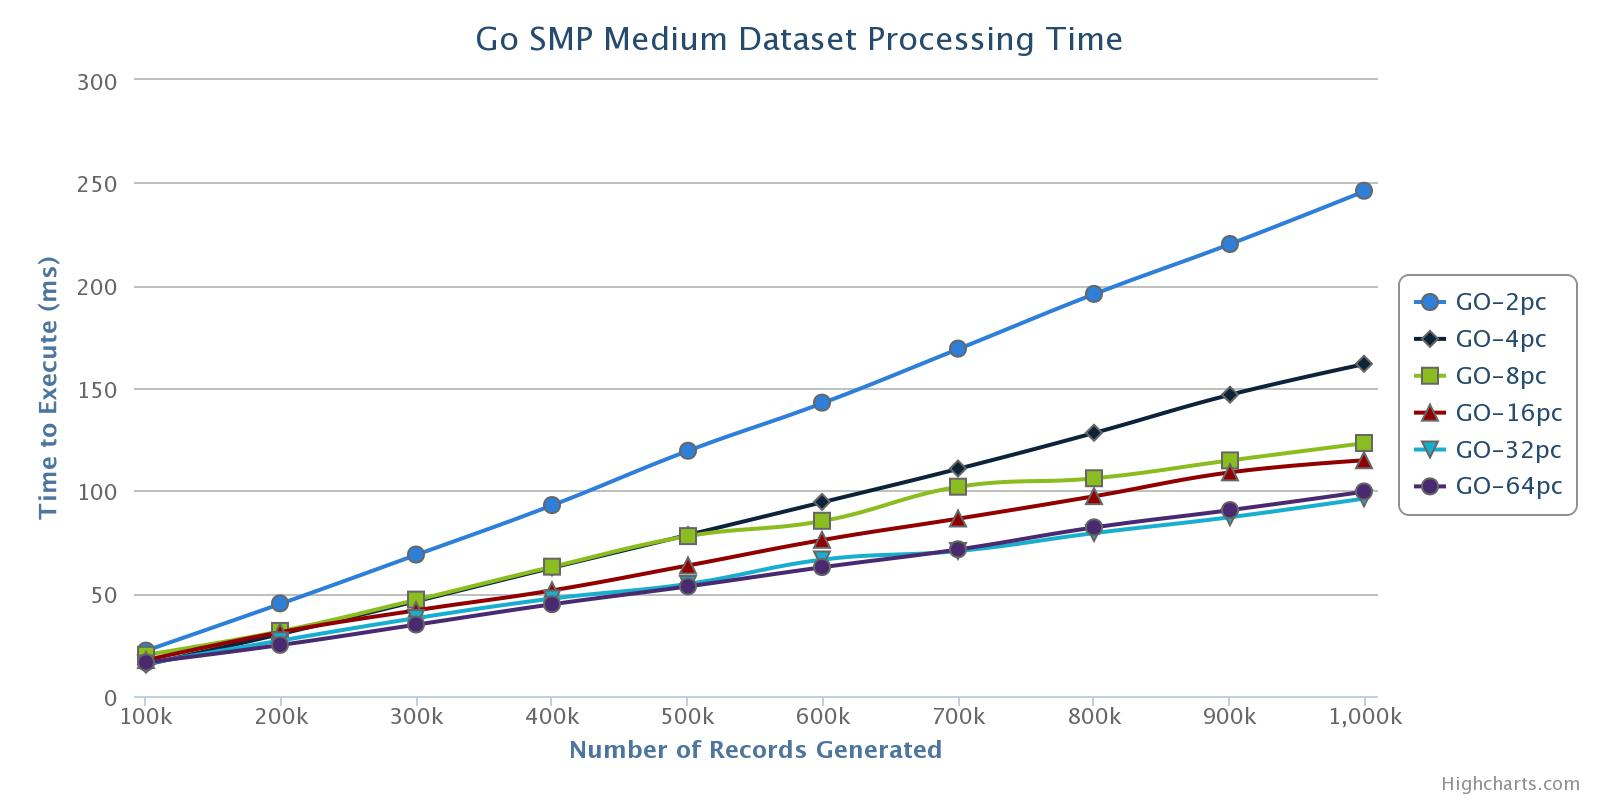 Go SMP Medium Dataset Processing Time
300
250
200
150
100
50
0
Time to Execute (ms)
100k 200k 300k 400k 500k 600k 700k 800k 900k 1,000k
Number of Records Generated
GO-2pc
GO-4pc
GO-8pc
GO-16pc
GO-32pc
GO-64pc
Highcharts.com